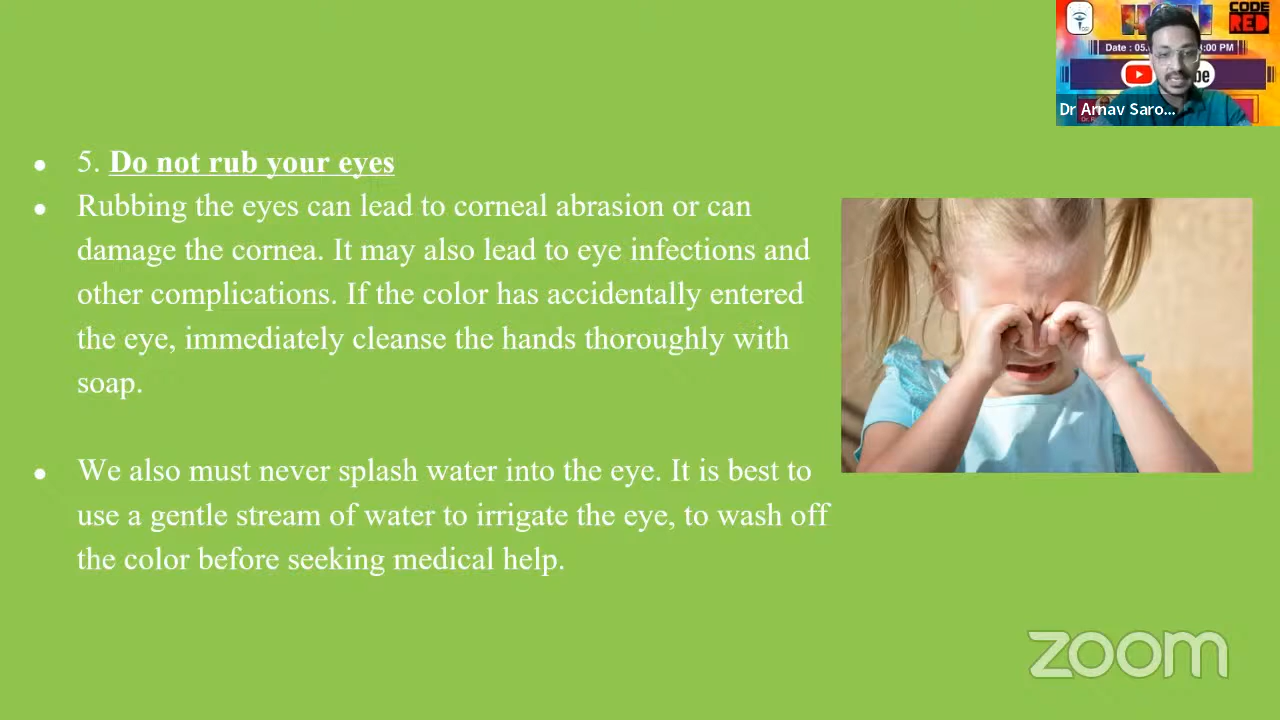 CODE
RED
Date : 05.
:00 PM
be
Dr Arnav Saro...
5. Do not rub your eyes
Rubbing the eyes can lead to corneal abrasion or can
damage the cornea. It may also lead to eye infections and
other complications. If the color has accidentally entered
the eye, immediately cleanse the hands thoroughly with
soap.
We also must never splash water into the eye. It is best to
use a gentle stream of water to irrigate the eye, to wash off
the color before seeking medical help.
zoom